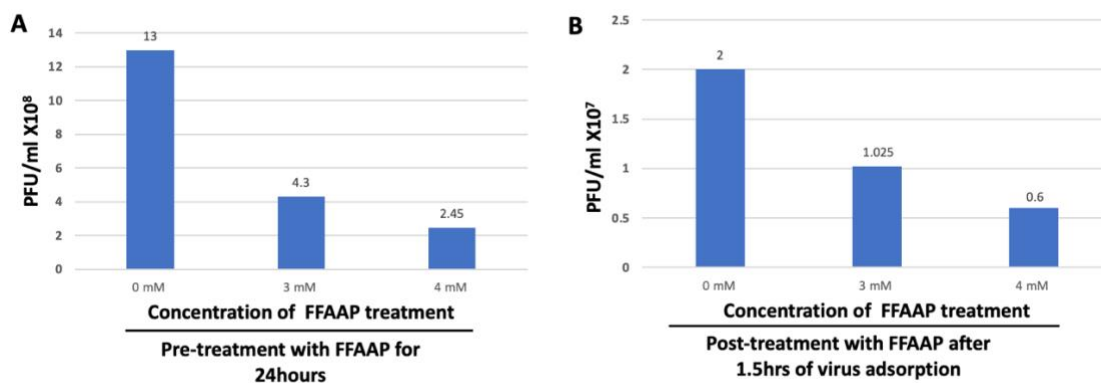 A
14
12
10
8
6
4
2
0
PFU/ml X10⁸
13
4.3
2.45
0 mM
3 mM
4 mM
Concentration of FFAAP treatment
Pre-treatment with FFAAP for
24hours
B
2.5
2
1.5
1
0.5
0
PFU/ml X10⁷
2
1.025
0.6
0 mM
3 mM
4 mM
Concentration of FFAAP treatment
Post-treatment with FFAAP after
1.5hrs of virus adsorption